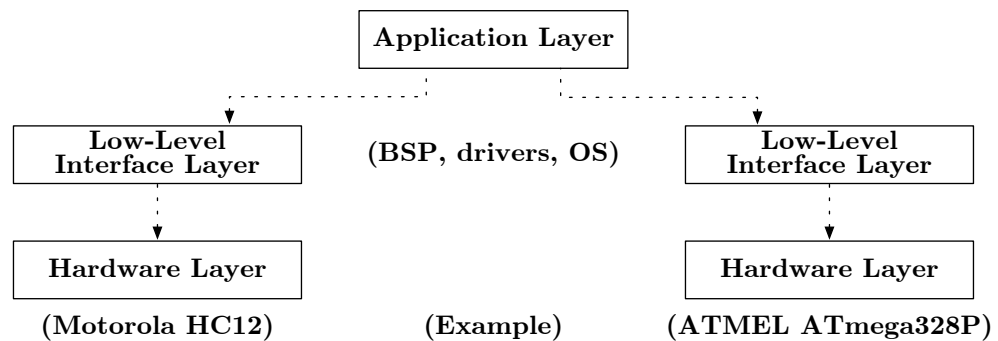 Application Layer
Low-Level
Interface Layer
(BSP, drivers, OS)
Low-Level
Interface Layer
Hardware Layer
Hardware Layer
(Motorola HC12)
(Example)
(ATMEL ATmega328P)